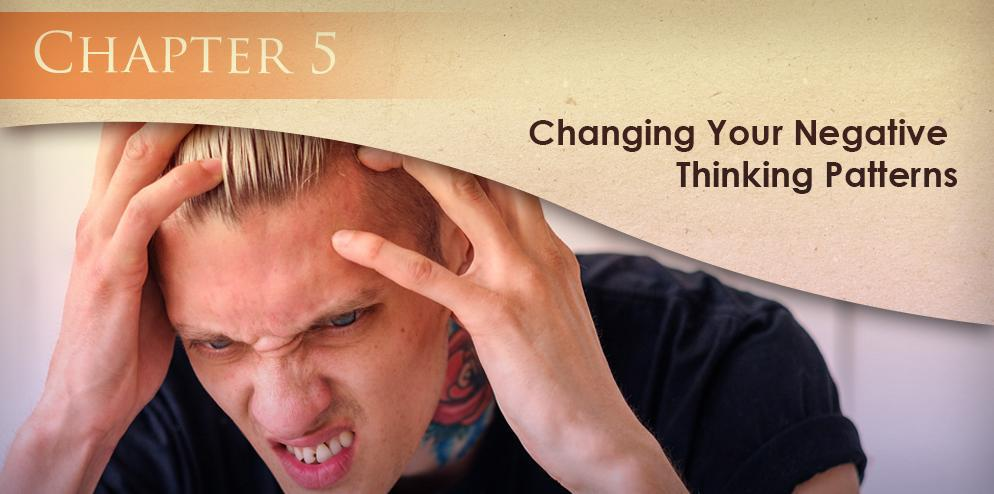 Chapter 5
Changing Your Negative
Thinking Patterns